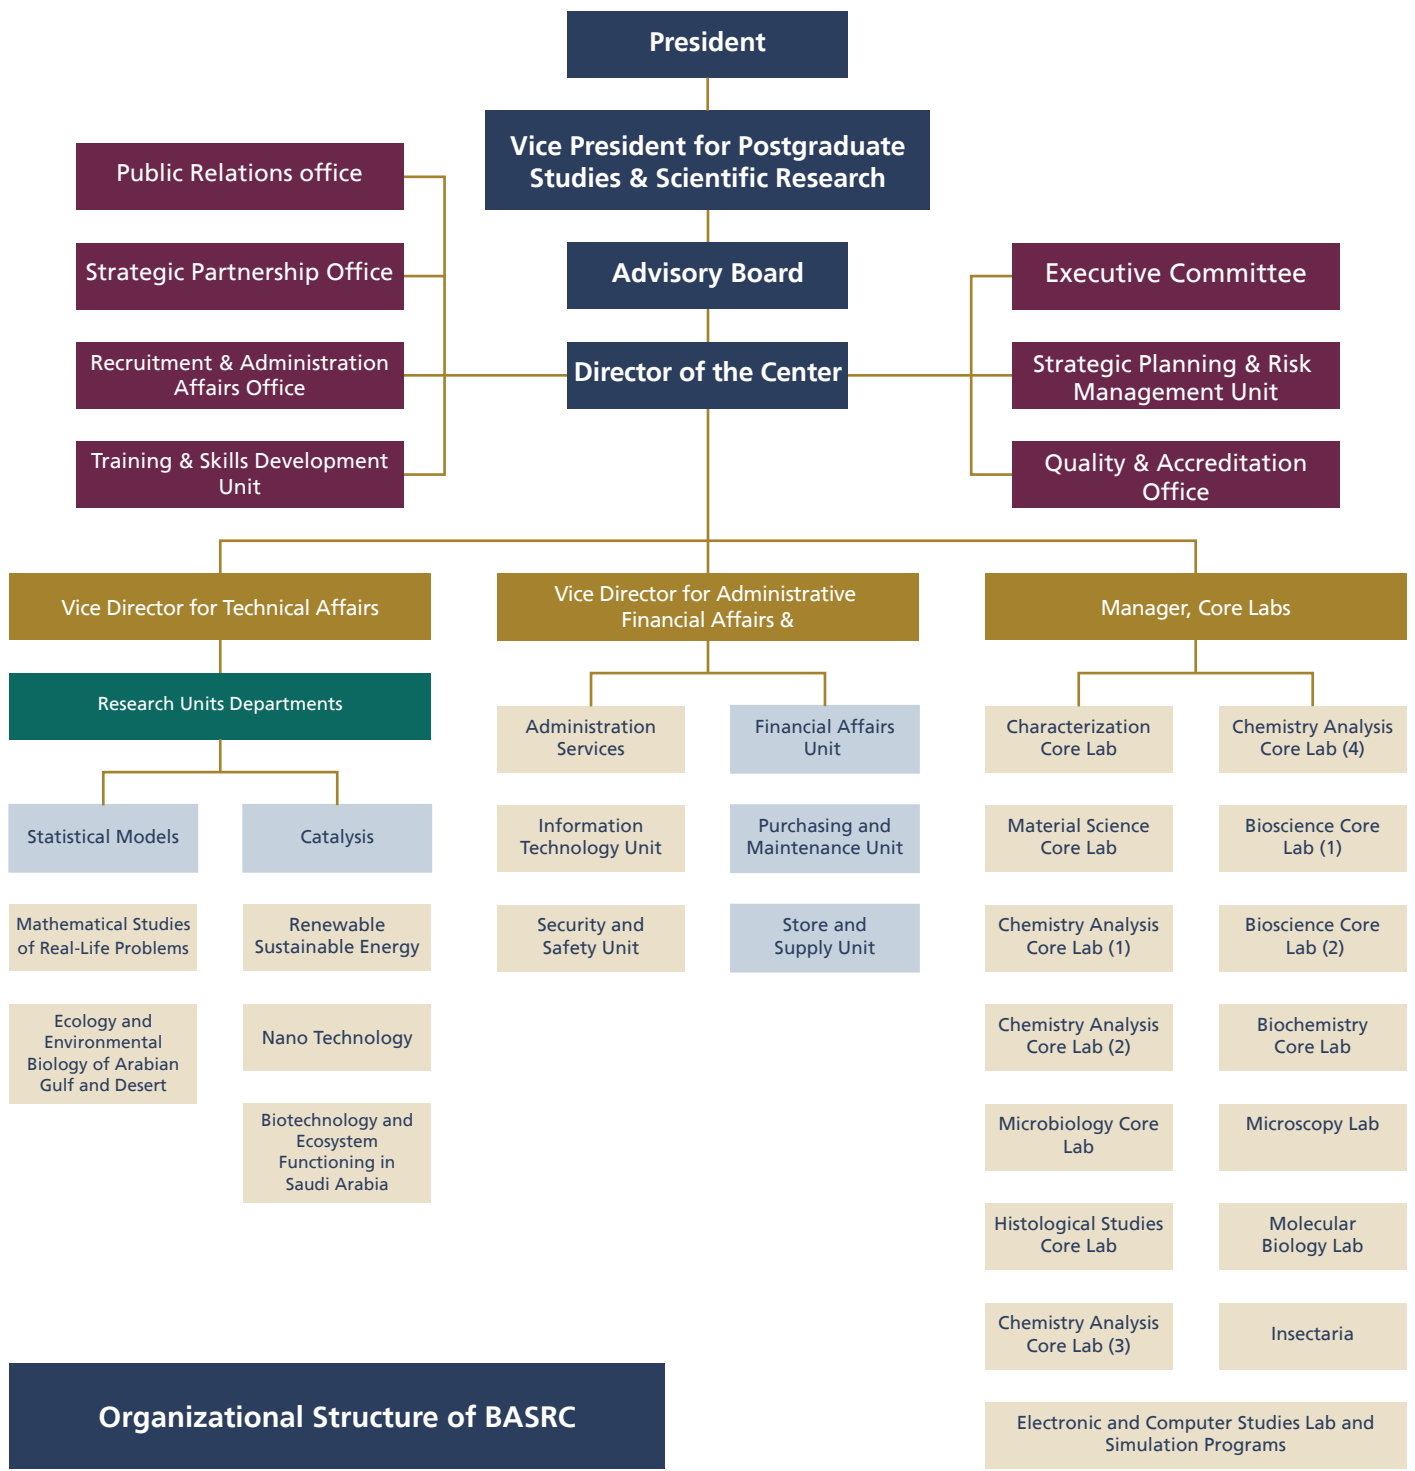 President
Vice President for Postgraduate
Studies & Scientific Research
Public Relations office
Strategic Partnership Office
Advisory Board
Executive Committee
Recruitment & Administration
Affairs Office
Director of the Center
Strategic Planning & Risk
Management Unit
Training & Skills Development
Unit
Quality & Accreditation
Office
Vice Director for Technical Affairs
Vice Director for Administrative
Financial Affairs &
Manager, Core Labs
Research Units Departments
Statistical Models
Catalysis
Mathematical Studies
of Real-Life Problems
Renewable
Sustainable Energy
Ecology and
Environmental
Biology of Arabian
Gulf and Desert
Nano Technology
Biotechnology and
Ecosystem
Functioning in
Saudi Arabia
Administration
Services
Financial Affairs
Unit
Information
Technology Unit
Purchasing and
Maintenance Unit
Security and
Safety Unit
Store and
Supply Unit
Characterization
Core Lab
Chemistry Analysis
Core Lab (4)
Material Science
Core Lab
Bioscience Core
Lab (1)
Chemistry Analysis
Core Lab (1)
Bioscience Core
Lab (2)
Chemistry Analysis
Core Lab (2)
Biochemistry
Core Lab
Microbiology Core
Lab
Microscopy Lab
Histological Studies
Core Lab
Molecular
Biology Lab
Chemistry Analysis
Core Lab (3)
Insectaria
Electronic and Computer Studies Lab and
Simulation Programs
Organizational Structure of BASRC